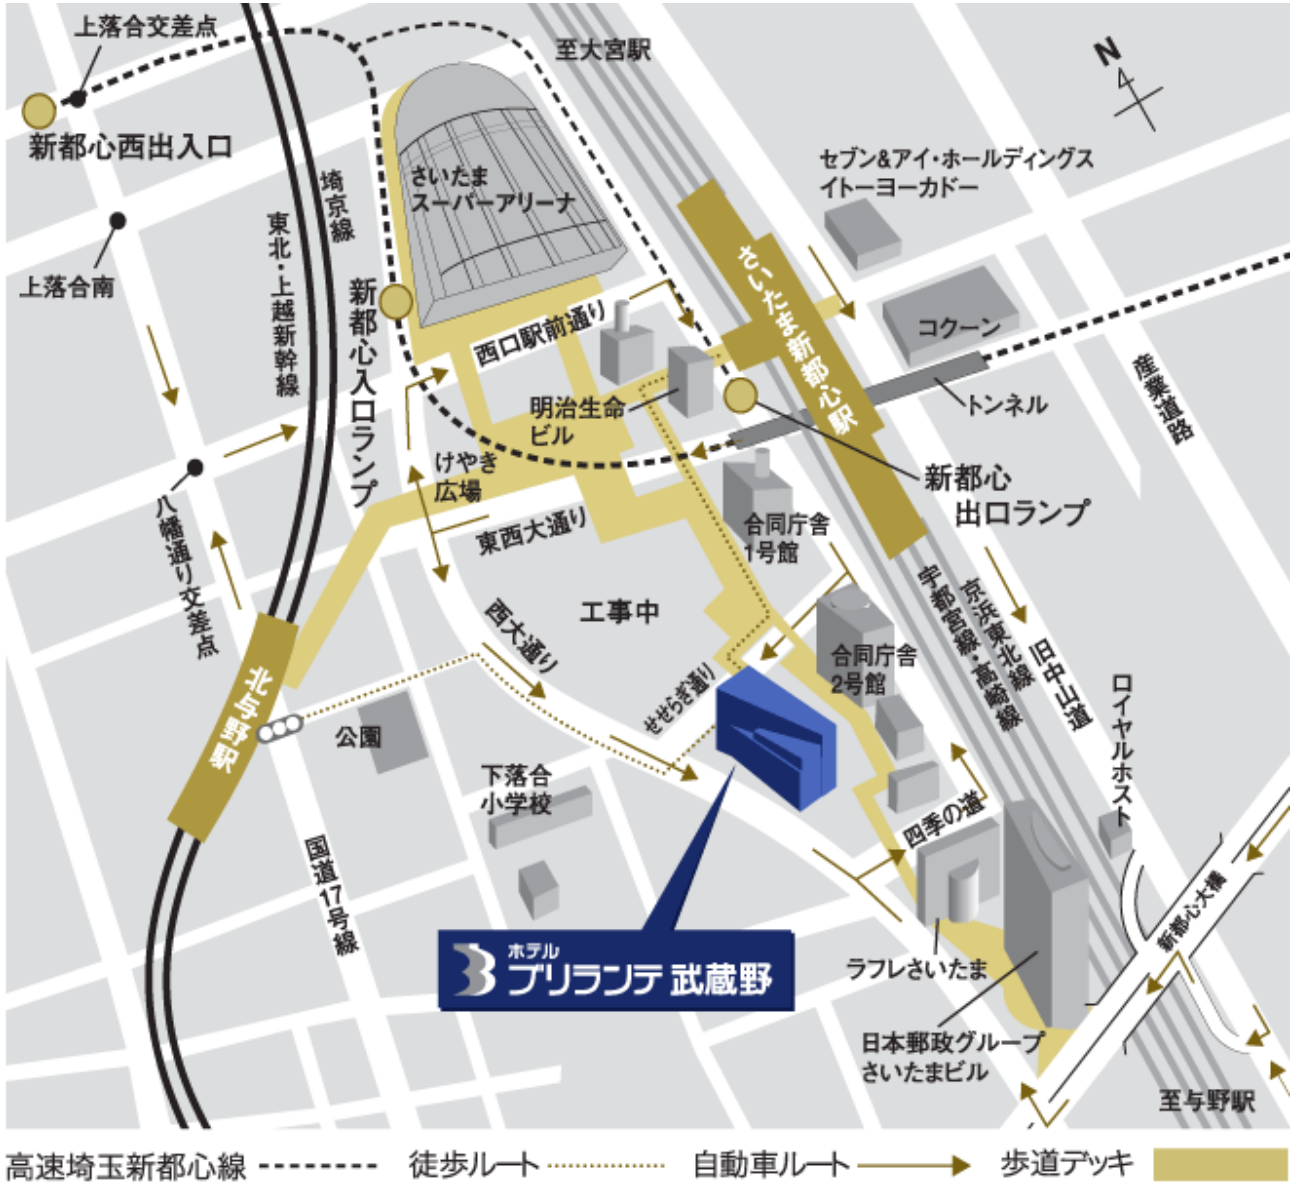 上落合交差点
至大宮駅
N
新都心西出入口
セブン&アイ・ホールディングス
イトーヨーカドー
さいたま
スーパーアリーナ
埼京線
東北・上越新幹線
上落合南
新都心入口ランプ
西口駅前通り
さいたま新都心駅
コクーン
産業道路
トンネル
明治生命
ビル
けやき
広場
新都心
出口ランプ
八幡通り交差点
東西大通り
合同庁舎
1号館
工事中
西大通り
京浜東北線
宇都宮線・高崎線
旧中山道
合同庁舎
2号館
せせらぎ通り
北与野駅
公園
ロイヤルホスト
下落合
小学校
四季の道
国道17号線
新都心大橋
ホテル
ブリランテ 武蔵野
ラフレさいたま
日本郵政グループ
さいたまビル
至与野駅
高速埼玉新都心線
徒歩ルート
自動車ルート
歩道デッキ